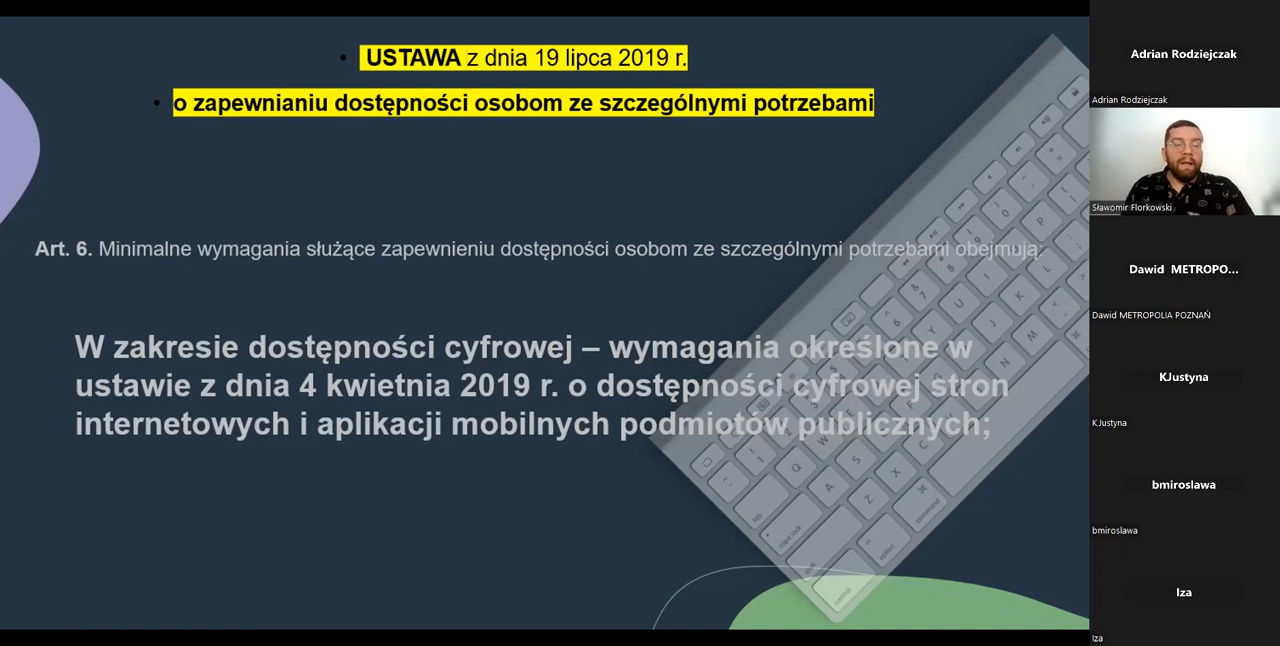 • USTAWA z dnia 19 lipca 2019 r.
• o zapewnianiu dostępności osobom ze szczególnymi potrzebami
Art. 6. Minimalne wymagania służące zapewnieniu dostępności osobom ze szczególnymi potrzebami obejmują:
W zakresie dostępności cyfrowej – wymagania określone w
ustawie z dnia 4 kwietnia 2019 r. o dostępności cyfrowej stron
internetowych i aplikacji mobilnych podmiotów publicznych;
Adrian Rodziejczak
Adrian Rodziejczak
Sławomir Florkowski
Dawid METROPO...
Dawid METROPOLIA POZNAŃ
KJustyna
KJustyna
bmiroslawa
bmiroslawa
Iza
Iza